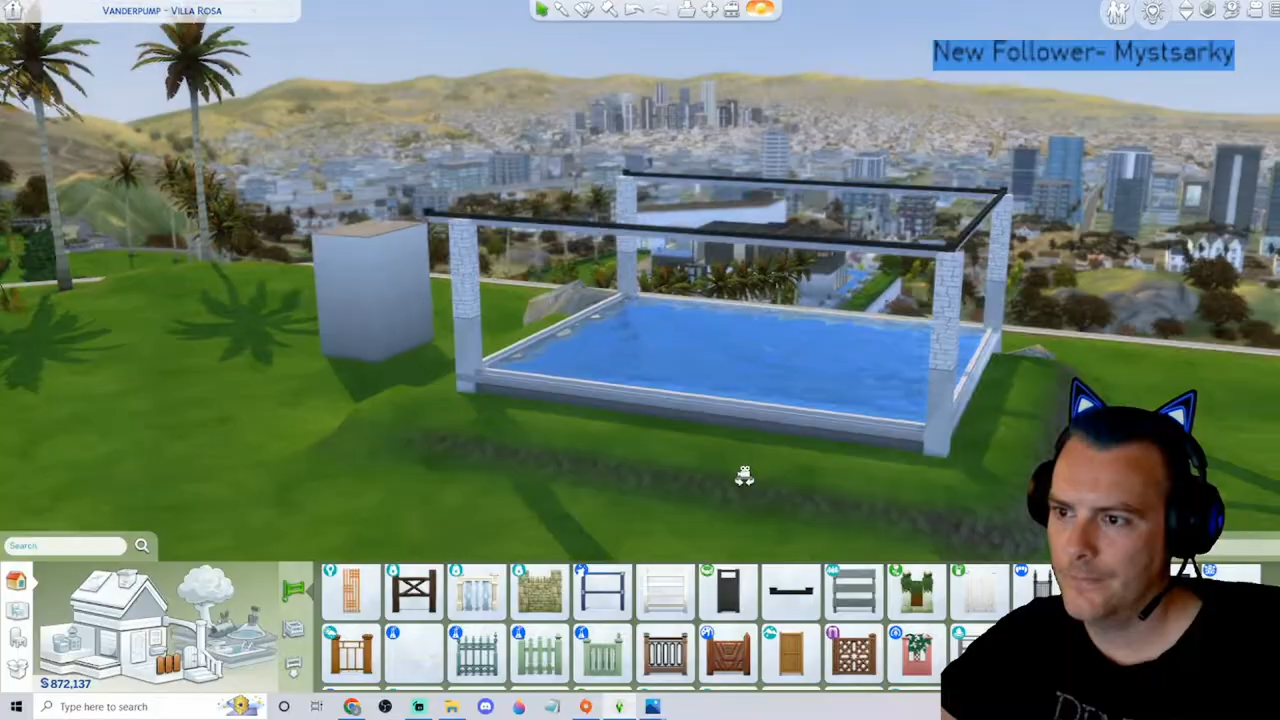 VANDERPUMP - VILLA ROSA
New Follower- Mystsarky
Search
$872,137
Type here to search